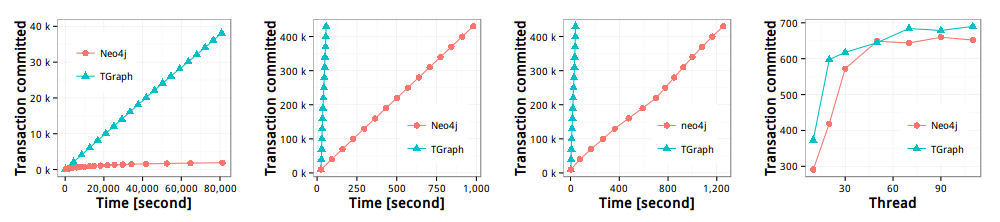 Transaction committed
40 k
30 k
20 k
10 k
0 k
Neo4j
TGraph
0
20,000
40,000
60,000
80,000
Time [second]
Transaction committed
400 k
300 k
200 k
100 k
0 k
Neo4j
TGraph
0
250
500
750
1,000
Time [second]
Transaction committed
400 k
300 k
200 k
100 k
0 k
neo4j
TGraph
0
400
800
1,200
Time [second]
Transaction committed
700
600
500
400
300
Neo4j
TGraph
30
60
90
Thread